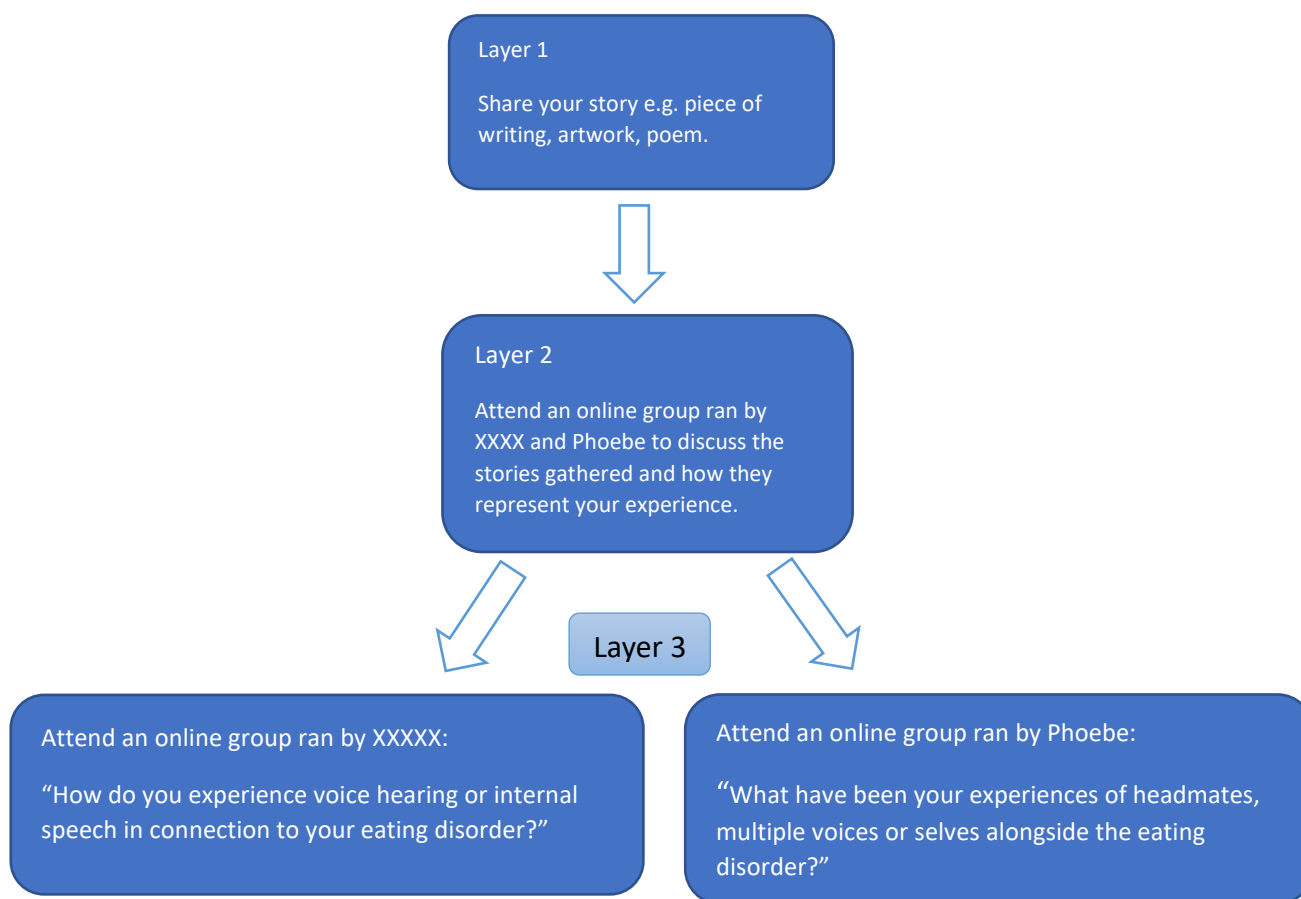 Layer 1
Share your story e.g. piece of
writing, artwork, poem.
Layer 2
Attend an online group ran by
XXXX and Phoebe to discuss the
stories gathered and how they
represent your experience.
Layer 3
Attend an online group ran by XXXXX:
“How do you experience voice hearing or internal
speech in connection to your eating disorder?”
Attend an online group ran by Phoebe:
“What have been your experiences of headmates,
multiple voices or selves alongside the eating
disorder?”